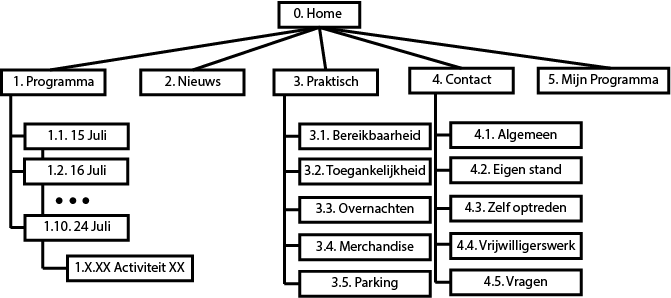 0. Home
1. Programma
2. Nieuws
3. Praktisch
4. Contact
5. Mijn Programma
1.1. 15 Juli
1.2. 16 Juli
• • •
1.10. 24 Juli
1.X.XX Activiteit XX
3.1. Bereikbaarheid
3.2. Toegankelijkheid
3.3. Overnachten
3.4. Merchandise
3.5. Parking
4.1. Algemeen
4.2. Eigen stand
4.3. Zelf optreden
4.4. Vrijwilligerswerk
4.5. Vragen